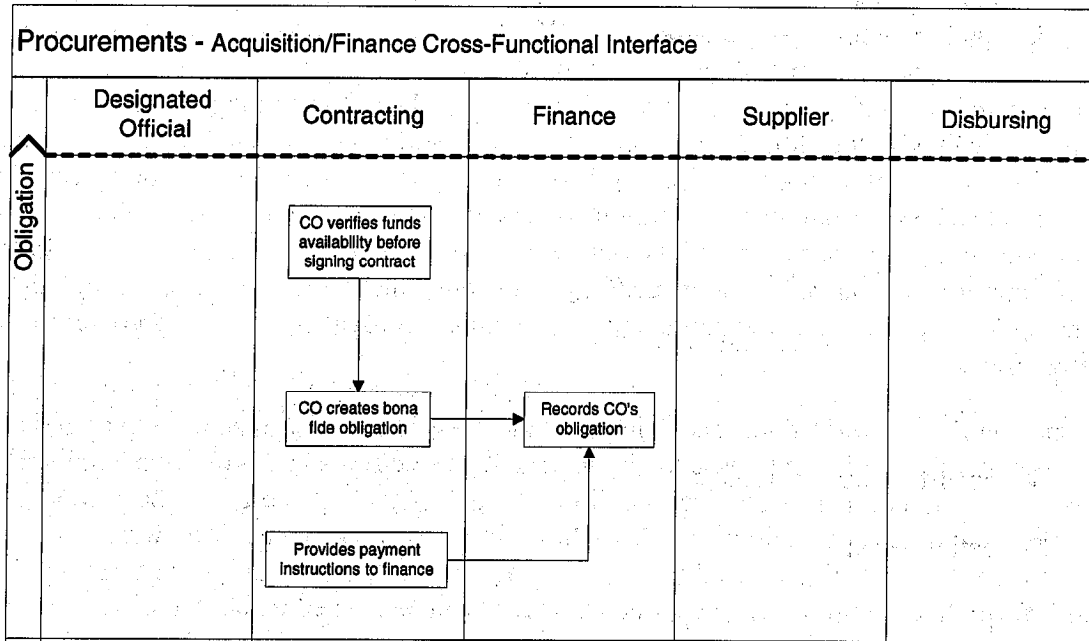 Procurements - Acquisition/Finance Cross-Functional Interface
Designated
Official
Contracting
Finance
Supplier
Disbursing
Obligation
CO verifies funds
availability before
signing contract
CO creates bona
fide obligation
Records CO's
obligation
Provides payment
instructions to finance